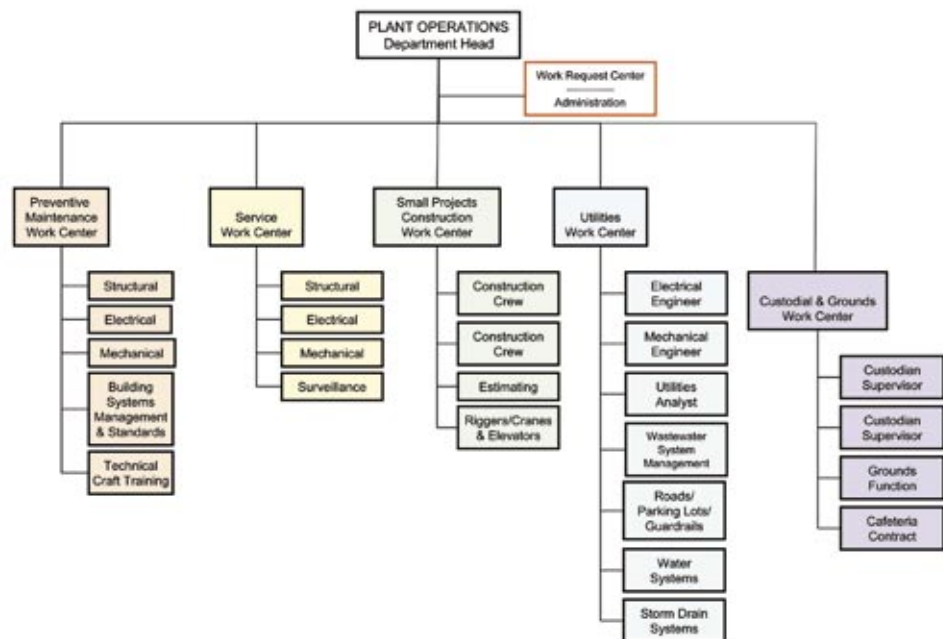 PLANT OPERATIONS
Department Head
Work Request Center
Administration
Preventive
Maintenance
Work Center
Structural
Electrical
Mechanical
Building
Systems
Management
& Standards
Technical
Craft Training
Service
Work Center
Structural
Electrical
Mechanical
Surveillance
Small Projects
Construction
Work Center
Construction
Crew
Construction
Crew
Estimating
Riggers/Cranes
& Elevators
Utilities
Work Center
Electrical
Engineer
Mechanical
Engineer
Utilities
Analyst
Wastewater
System
Management
Roads/
Parking Lots/
Guardrails
Water
Systems
Storm Drain
Systems
Custodial & Grounds
Work Center
Custodian
Supervisor
Custodian
Supervisor
Grounds
Function
Cafeteria
Contract